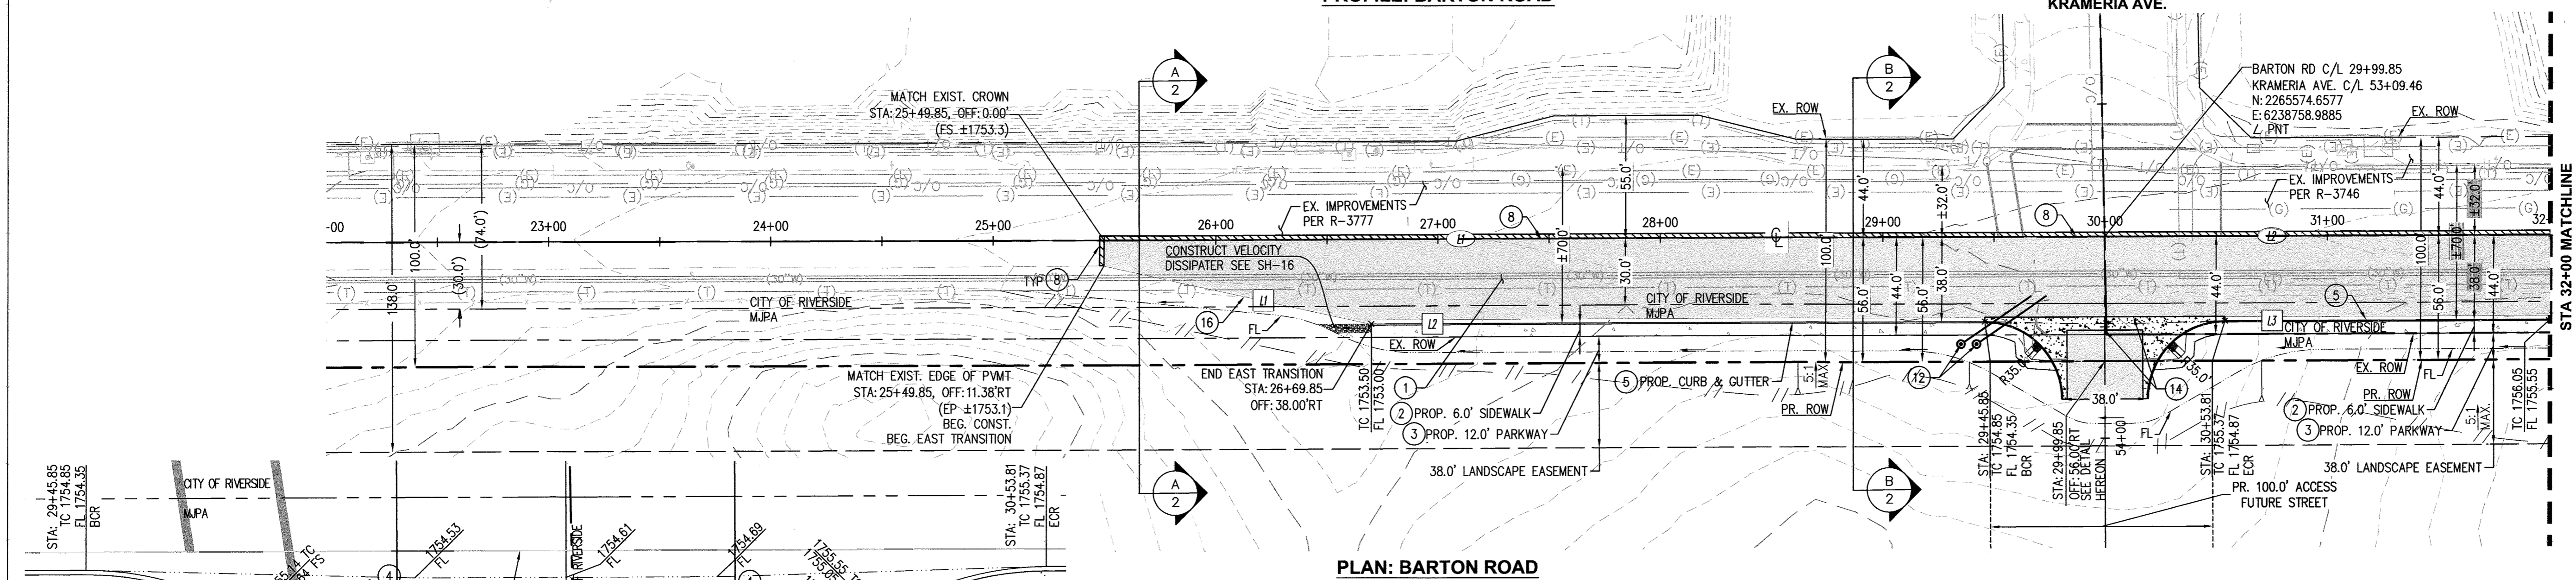 PROFILE: BARTON ROAD
KRAMERIA AVE.
A
2
B
2
MATCH EXIST. CROWN
STA: 25+49.85, OFF: 0.00'
(FS ±1753.3)
BARTON RD C/L 29+99.85
KRAMERIA AVE. C/L 53+09.46
N: 2265574.6577
E: 6238758.9885
∠ PNT
EX. ROW
EX. ROW
EX. IMPROVEMENTS
PER R-3777
EX. IMPROVEMENTS
PER R-3746
STA 32+00 MATCHLINE
-00
23+00
24+00
25+00
26+00
27+00
28+00
29+00
30+00
31+00
32-
8
8
L1
L2
138.0'
100.0'
(30.0')
(74.0')
55.0'
±70.0'
30.0'
44.0'
±32.0'
100.0'
56.0'
44.0'
56.0'
38.0'
44.0'
100.0'
44.0'
±32.0'
56.0'
±70.0'
38.0'
44.0'
TYP 8
CONSTRUCT VELOCITY
DISSIPATER SEE SH-16
(30"W)
(T)
CITY OF RIVERSIDE
MJPA
CITY OF RIVERSIDE
MJPA
CITY OF RIVERSIDE
MJPA
16
L1
FL
L2
L3
5
EX. ROW
EX. ROW
FL
MATCH EXIST. EDGE OF PVMT
STA: 25+49.85, OFF: 11.38'RT
(EP ±1753.1)
BEG. CONST.
BEG. EAST TRANSITION
END EAST TRANSITION
STA: 26+69.85
OFF: 38.00'RT
TC 1753.50
FL 1753.00
1
2 PROP. 6.0' SIDEWALK
3 PROP. 12.0' PARKWAY
5 PROP. CURB & GUTTER
5:1
MAX.
PR. ROW
12
R35.0'
R35.0'
14
38.0'
PR. ROW
2 PROP. 6.0' SIDEWALK
3 PROP. 12.0' PARKWAY
5:1
MAX.
TC 1756.05
FL 1755.55
38.0' LANDSCAPE EASEMENT
38.0' LANDSCAPE EASEMENT
STA: 29+45.85
TC 1754.85
FL 1754.35
BCR
STA: 29+99.85
OFF: 56.00'RT
SEE DETAIL
HEREON
54+00
FL
STA: 30+53.81
TC 1755.37
FL 1754.87
ECR
PR. 100.0' ACCESS
FUTURE STREET
A
2
B
2
STA: 29+45.85
TC 1754.85
FL 1754.35
BCR
CITY OF RIVERSIDE
MJPA
4
1754.53
FL
1754.61
FL
1754.69
FL
STA: 30+53.81
TC 1755.37
FL 1754.87
ECR
PLAN: BARTON ROAD